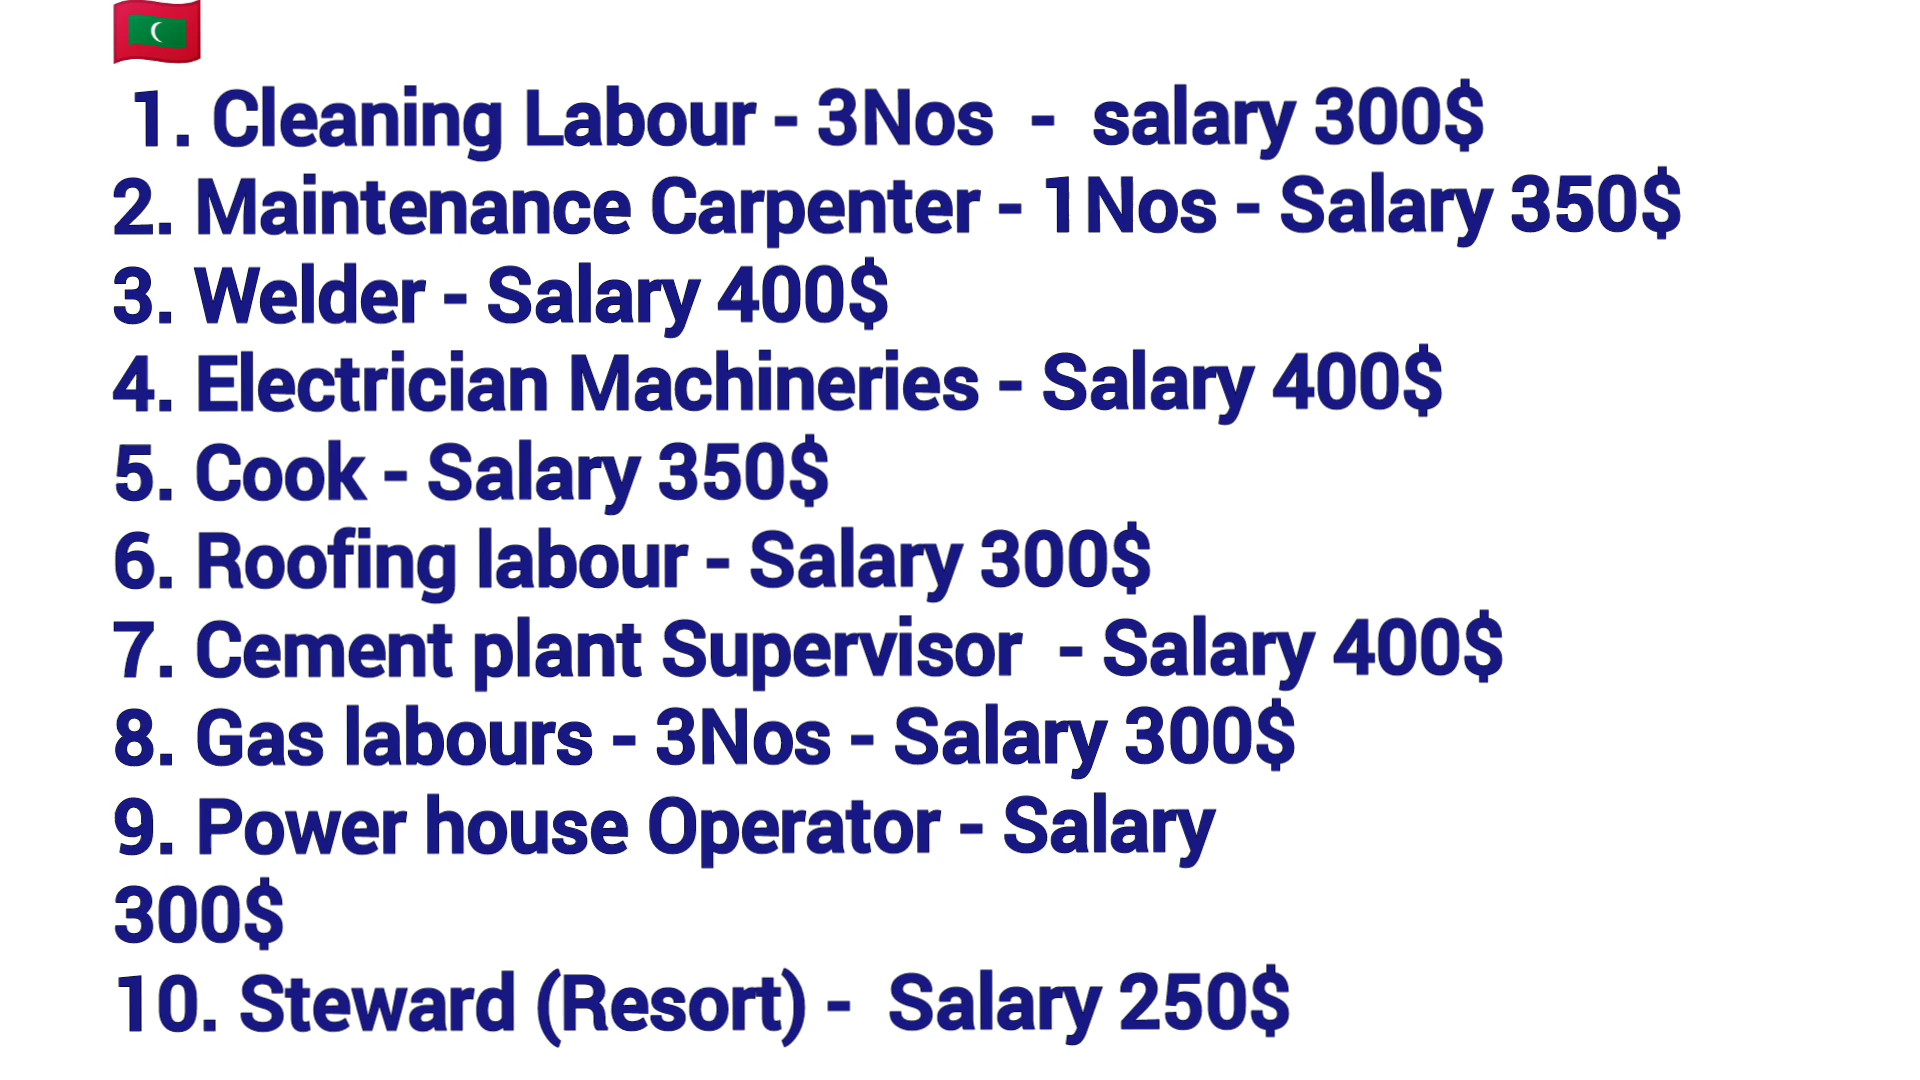 1. Cleaning Labour - 3Nos  -  salary 300$
2. Maintenance Carpenter - 1Nos - Salary 350$
3. Welder - Salary 400$
4. Electrician Machineries - Salary 400$
5. Cook - Salary 350$
6. Roofing labour - Salary 300$
7. Cement plant Supervisor  - Salary 400$
8. Gas labours - 3Nos - Salary 300$
9. Power house Operator - Salary
300$
10. Steward (Resort) -  Salary 250$